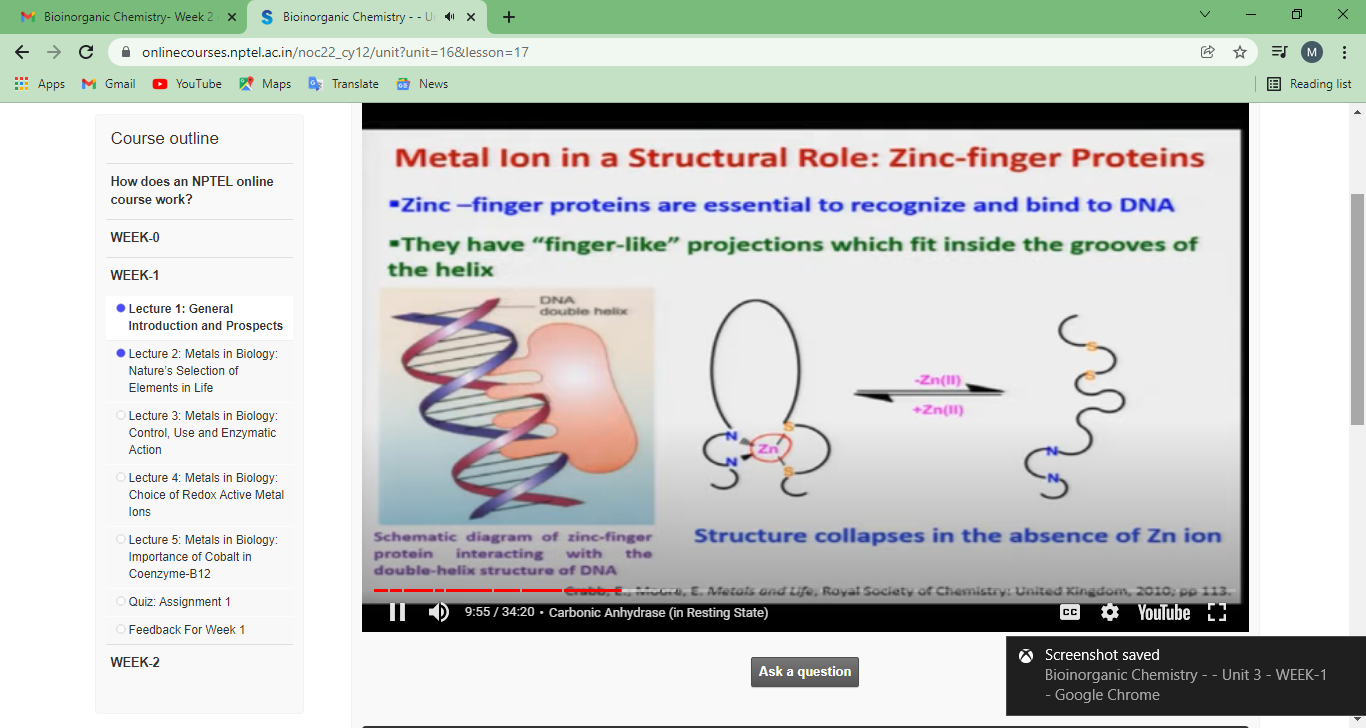 Bioinorganic Chemistry- Week 2
Bioinorganic Chemistry - - U
onlinecourses.nptel.ac.in/noc22_cy12/unit?unit=16&lesson=17
M
Apps
Gmail
YouTube
Maps
Translate
News
Reading list
Course outline
How does an NPTEL online
course work?
WEEK-0
WEEK-1
Lecture 1: General
Introduction and Prospects
Lecture 2: Metals in Biology:
Nature's Selection of
Elements in Life
Lecture 3: Metals in Biology:
Control, Use and Enzymatic
Action
Lecture 4: Metals in Biology:
Choice of Redox Active Metal
Ions
Lecture 5: Metals in Biology:
Importance of Cobalt in
Coenzyme-B12
Quiz: Assignment 1
Feedback For Week 1
WEEK-2
Metal Ion in a Structural Role: Zinc-finger Proteins
▪Zinc –finger proteins are essential to recognize and bind to DNA
▪They have “finger-like” projections which fit inside the grooves of
the helix
DNA
double helix
N
N
Zn
S
S
-Zn(II)
+Zn(II)
S
S
N
N
Schematic diagram of zinc-finger
protein interacting with the
double-helix structure of DNA
Structure collapses in the absence of Zn ion
Crabb, E., Moore, E. Metals and Life, Royal Society of Chemistry: United Kingdom, 2010; pp 113.
9:55 / 34:20 • Carbonic Anhydrase (in Resting State)
CC
YouTube
Ask a question
Screenshot saved
Bioinorganic Chemistry - - Unit 3 - WEEK-1
- Google Chrome